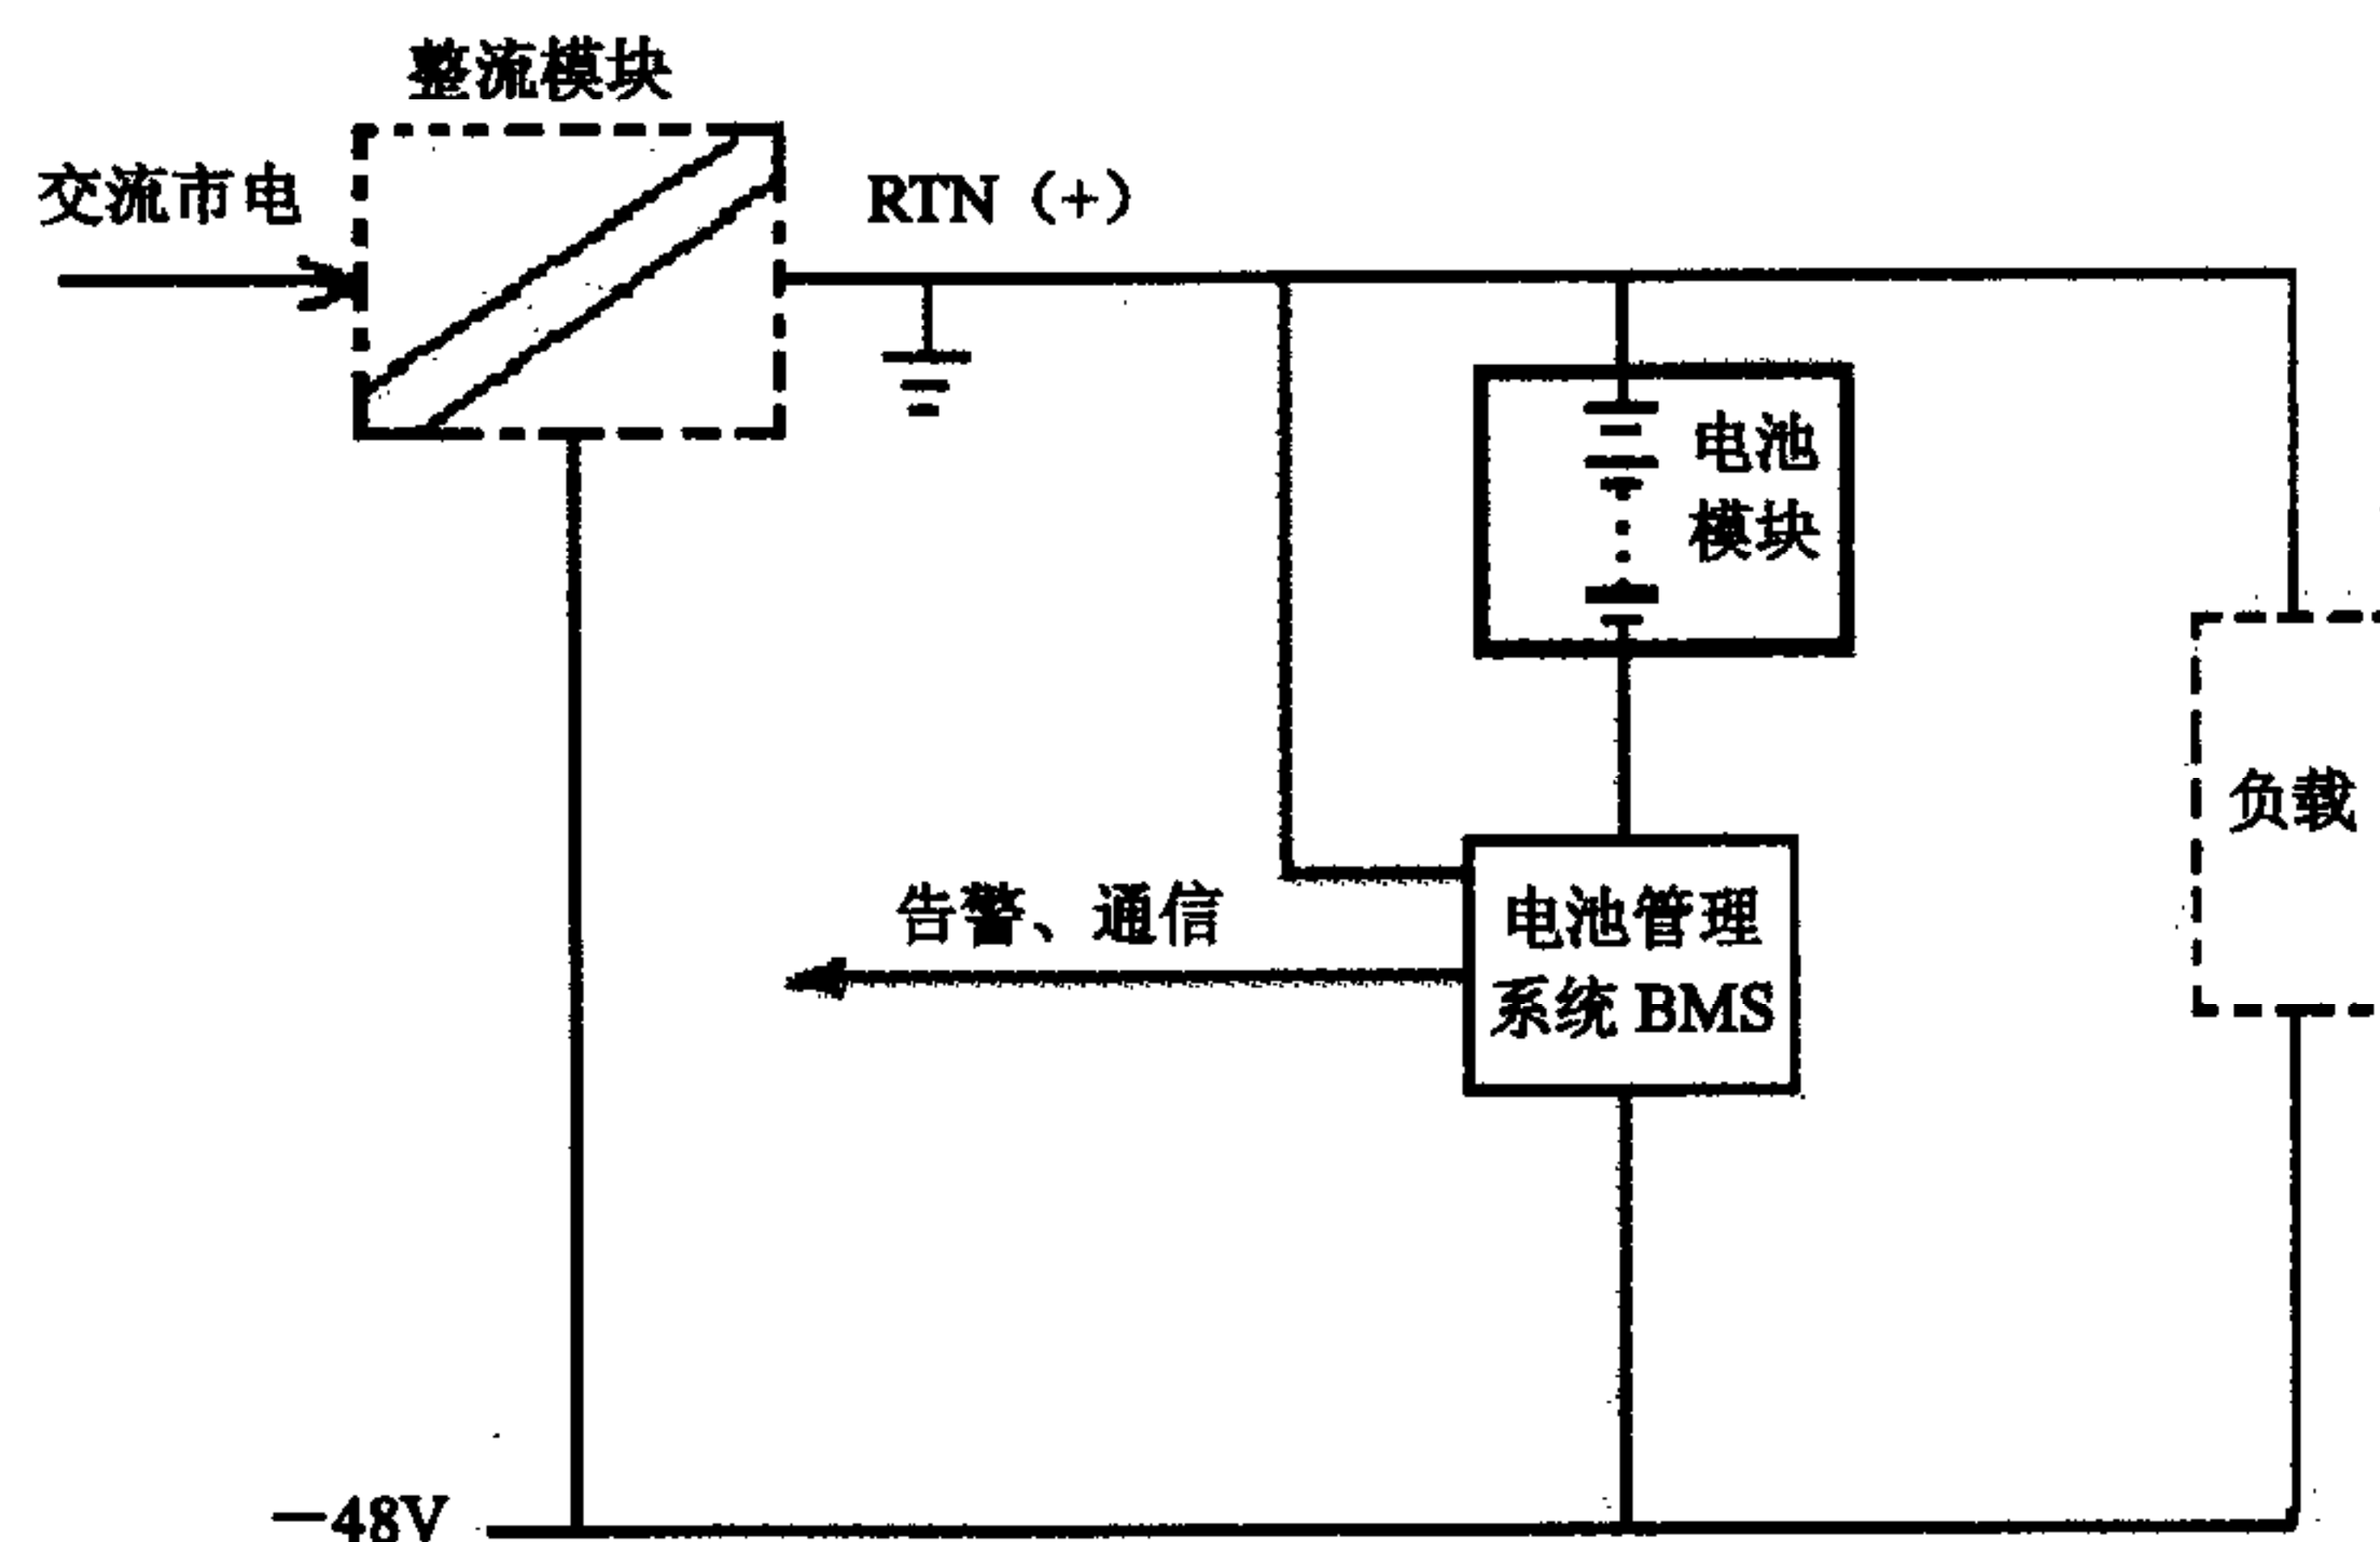 整流模块
交流市电
RTN（+）
电池
模块
负载
告警、通信
电池管理
系统 BMS
－48V